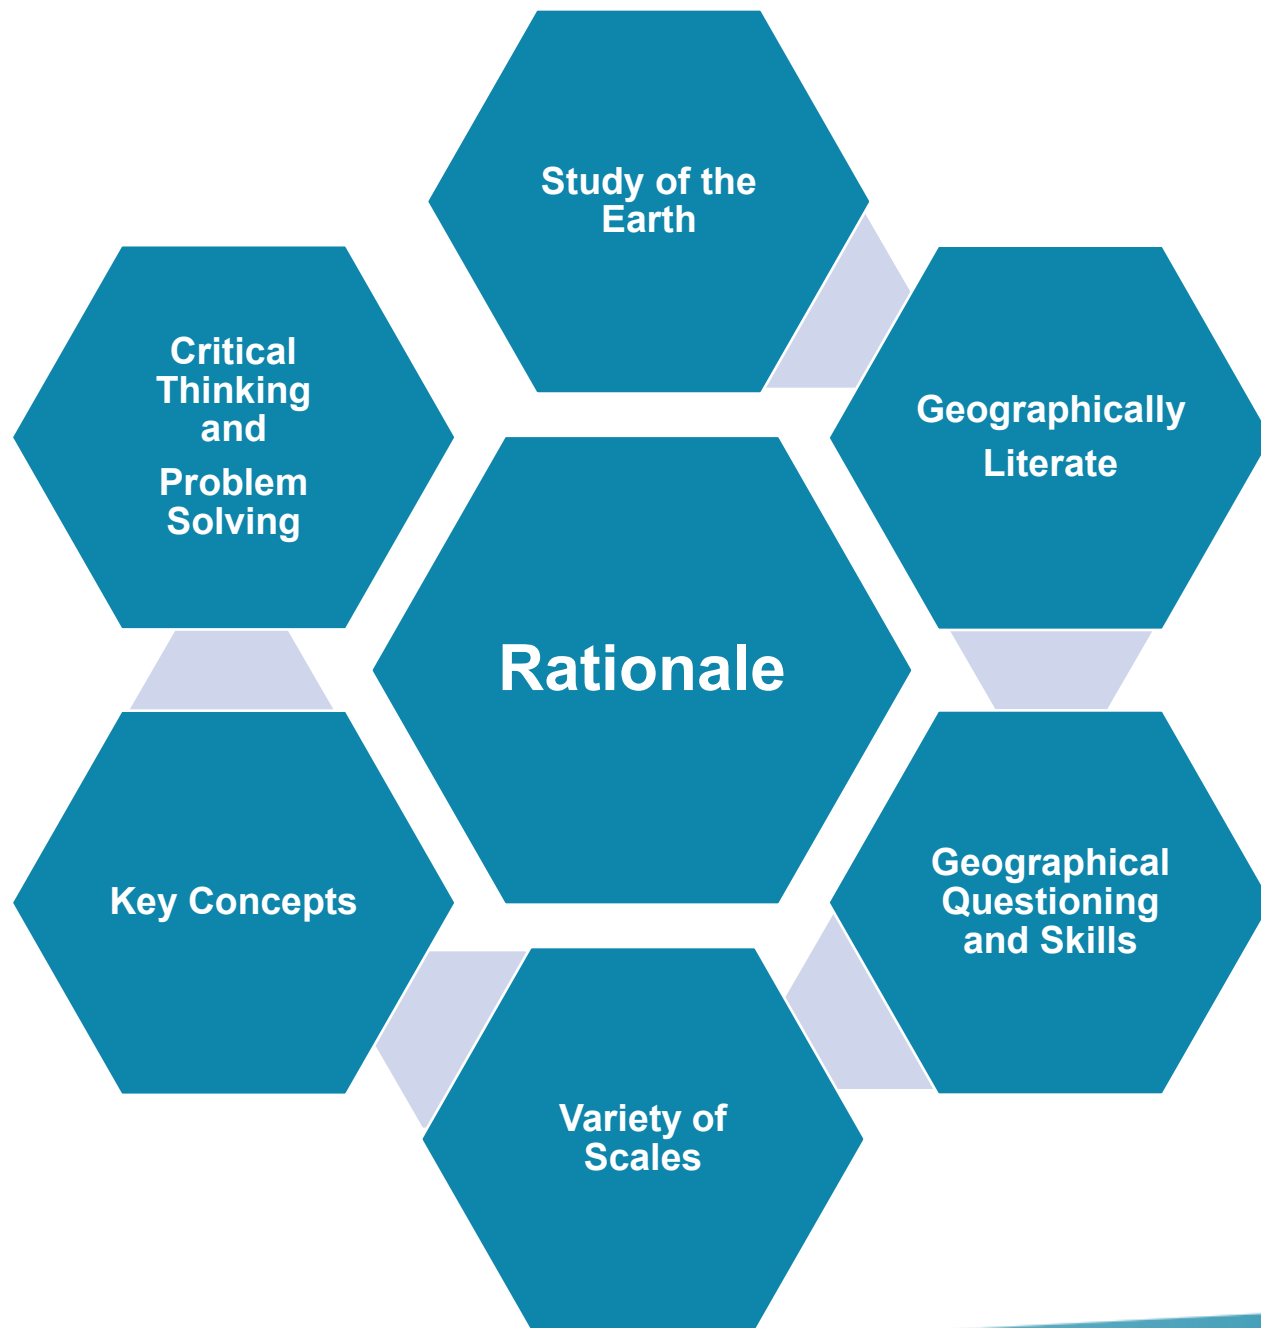 Study of the
Earth
Geographically
Literate
Geographical
Questioning
and Skills
Variety of
Scales
Key Concepts
Critical
Thinking
and
Problem
Solving
Rationale